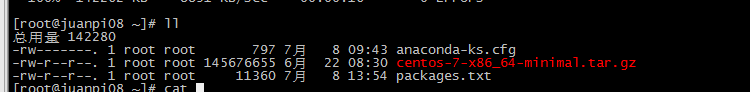 [root@juanpi08 ~]# ll
总用量 142280
-rw-------. 1 root root       797 7月   8 09:43 anaconda-ks.cfg
-rw-r--r--. 1 root root 145676655 6月  22 08:30 centos-7-x86_64-minimal.tar.gz
-rw-r--r--. 1 root root     11360 7月   8 13:54 packages.txt
[root@juanpi08 ~]# cat